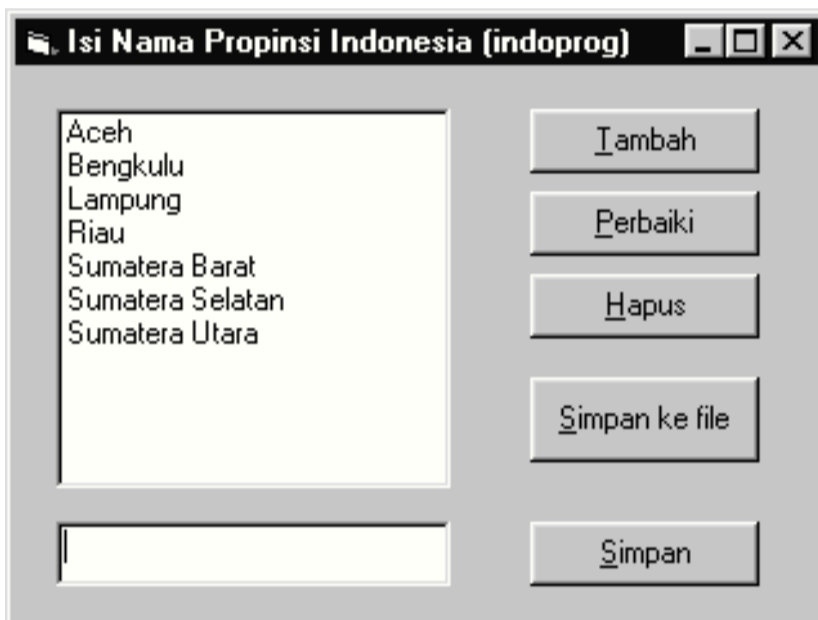 Isi Nama Propinsi Indonesia (indoprog)
Aceh
Bengkulu
Lampung
Riau
Sumatera Barat
Sumatera Selatan
Sumatera Utara
Tambah
Perbaiki
Hapus
Simpan ke file
Simpan